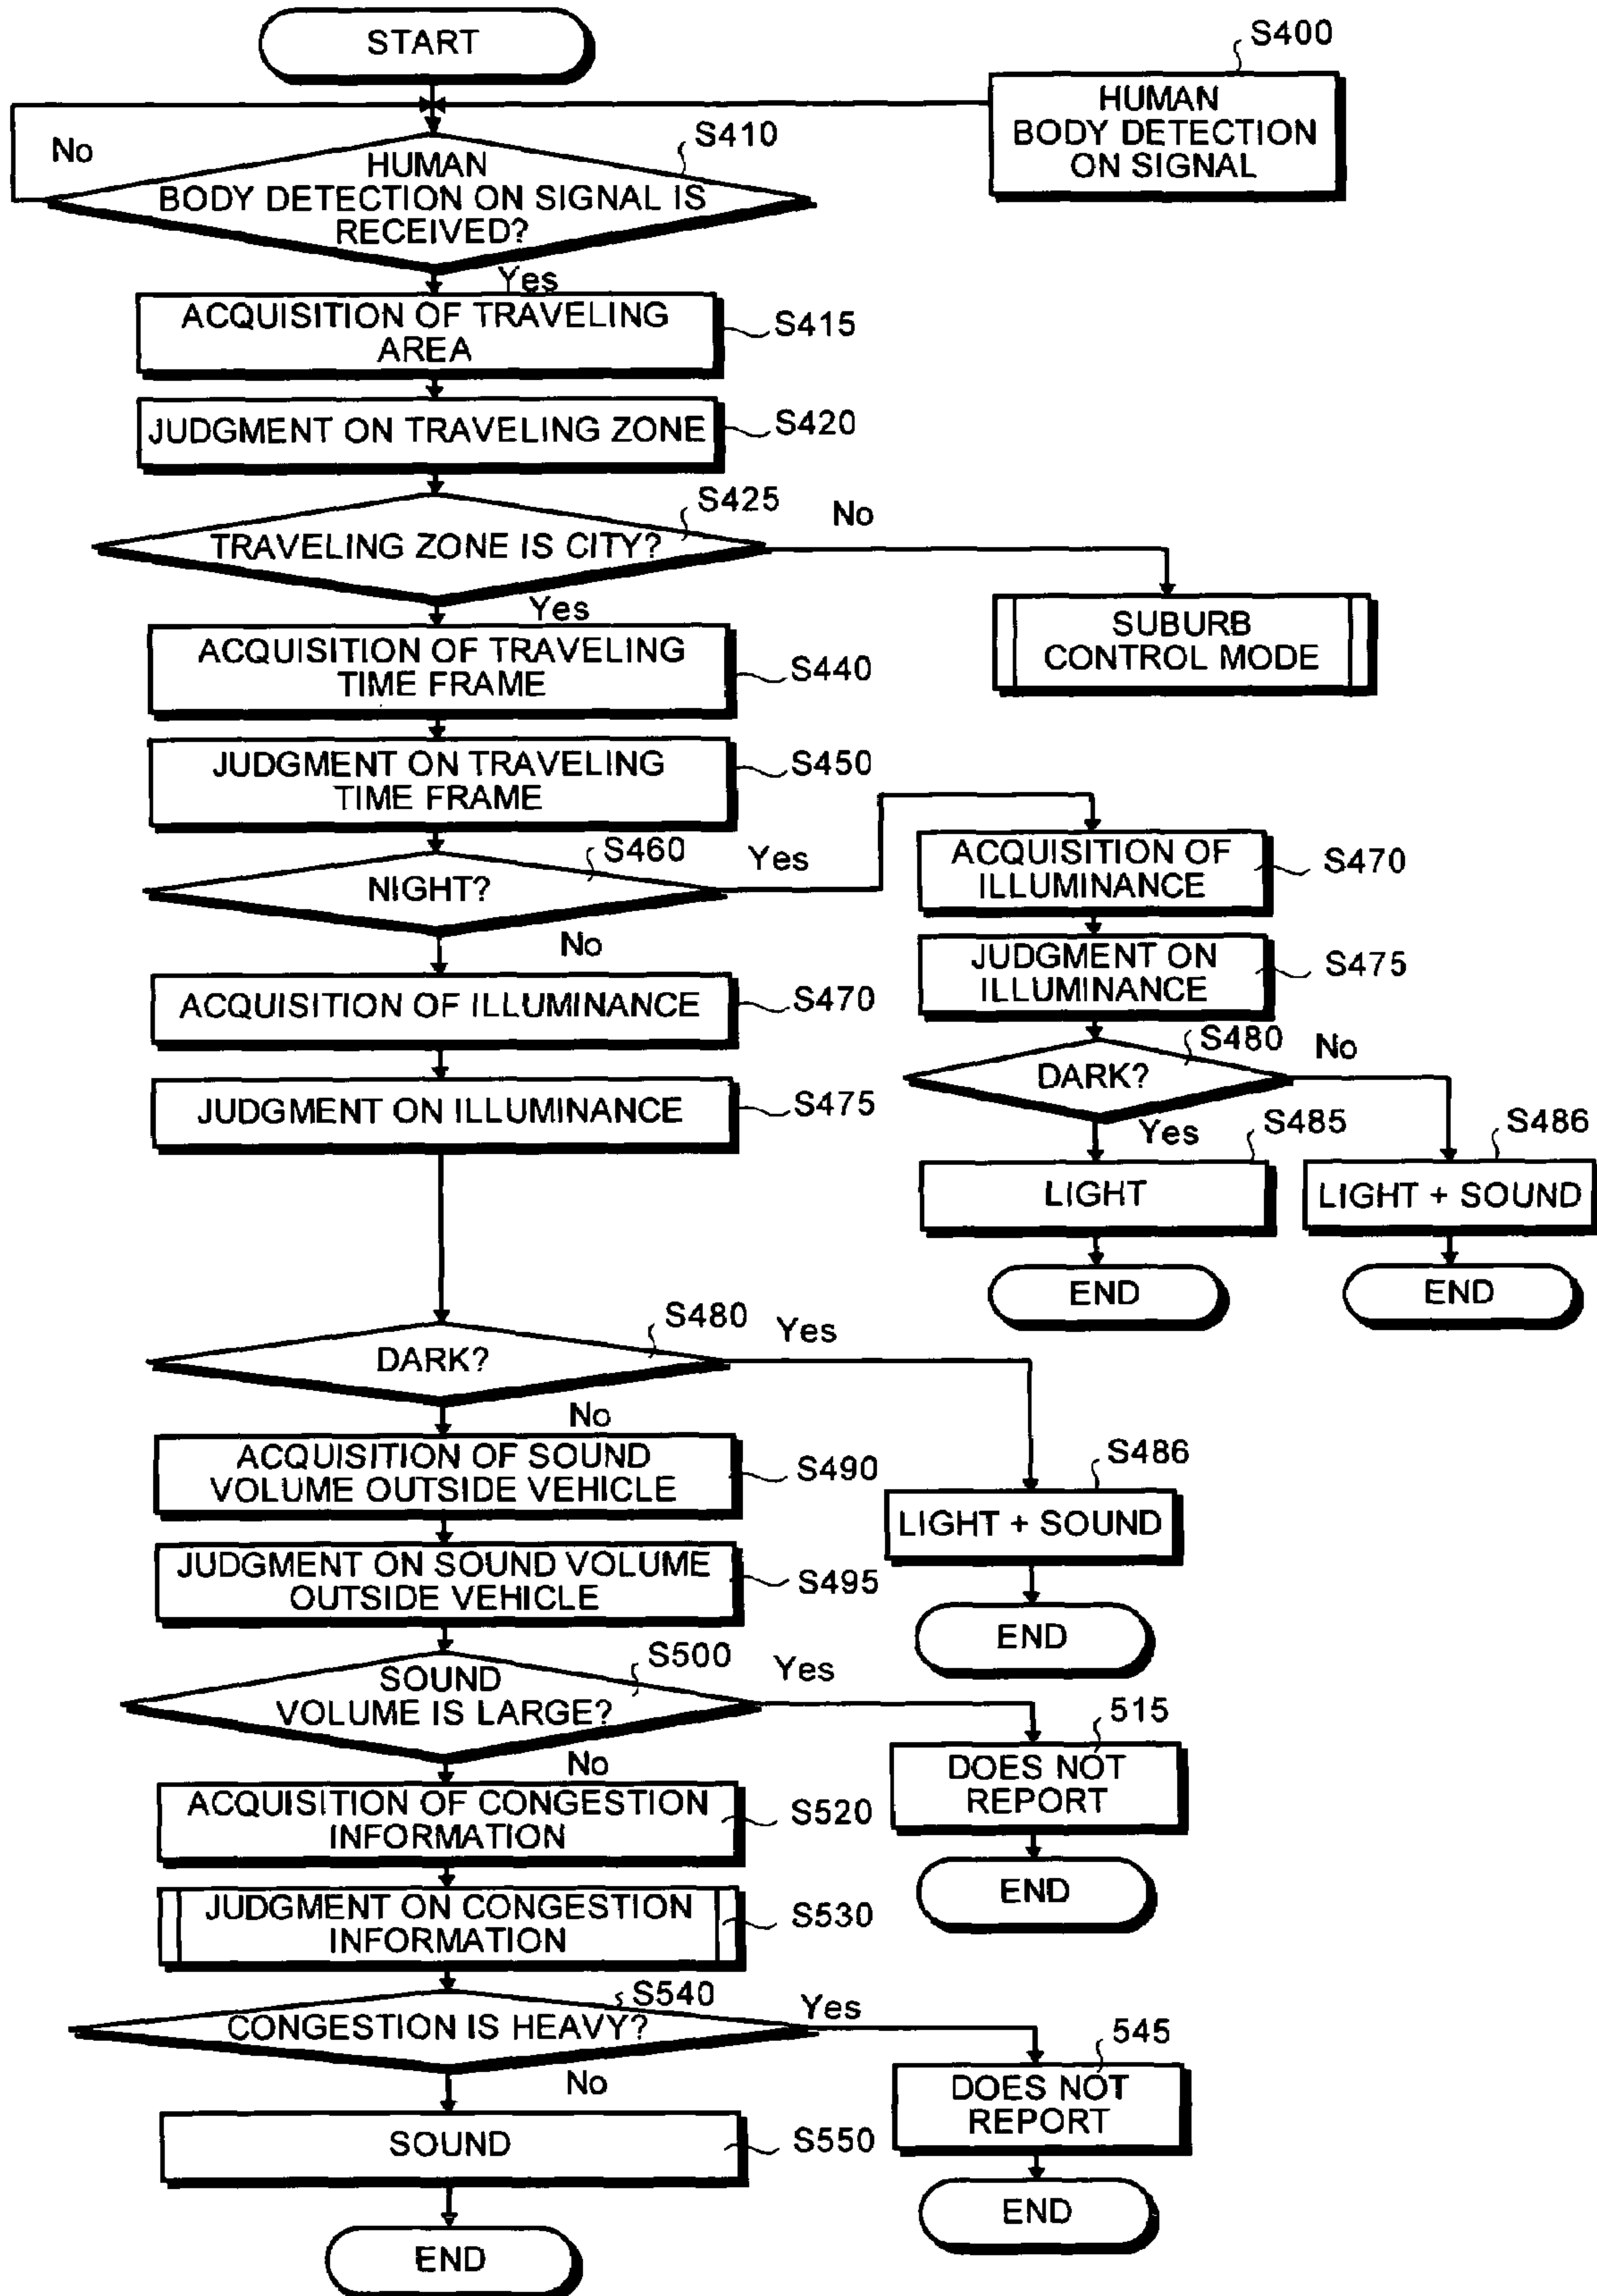 START
S400
HUMAN
BODY DETECTION
ON SIGNAL
No
S410
HUMAN
BODY DETECTION ON SIGNAL IS
RECEIVED?
Yes
ACQUISITION OF TRAVELING
AREA
S415
JUDGMENT ON TRAVELING ZONE
S420
S425
No
TRAVELING ZONE IS CITY?
Yes
SUBURB
CONTROL MODE
ACQUISITION OF TRAVELING
TIME FRAME
S440
JUDGMENT ON TRAVELING
TIME FRAME
S450
S460
Yes
NIGHT?
No
ACQUISITION OF
ILLUMINANCE
S470
JUDGMENT ON
ILLUMINANCE
S475
S480
No
DARK?
Yes
S485
S486
LIGHT
LIGHT + SOUND
END
END
ACQUISITION OF ILLUMINANCE
S470
JUDGMENT ON ILLUMINANCE
S475
S480
Yes
DARK?
No
S486
LIGHT + SOUND
END
ACQUISITION OF SOUND
VOLUME OUTSIDE VEHICLE
S490
JUDGMENT ON SOUND VOLUME
OUTSIDE VEHICLE
S495
S500
Yes
SOUND
VOLUME IS LARGE?
No
515
DOES NOT
REPORT
END
ACQUISITION OF CONGESTION
INFORMATION
S520
JUDGMENT ON CONGESTION
INFORMATION
S530
S540
Yes
CONGESTION IS HEAVY?
No
545
DOES NOT
REPORT
END
SOUND
S550
END